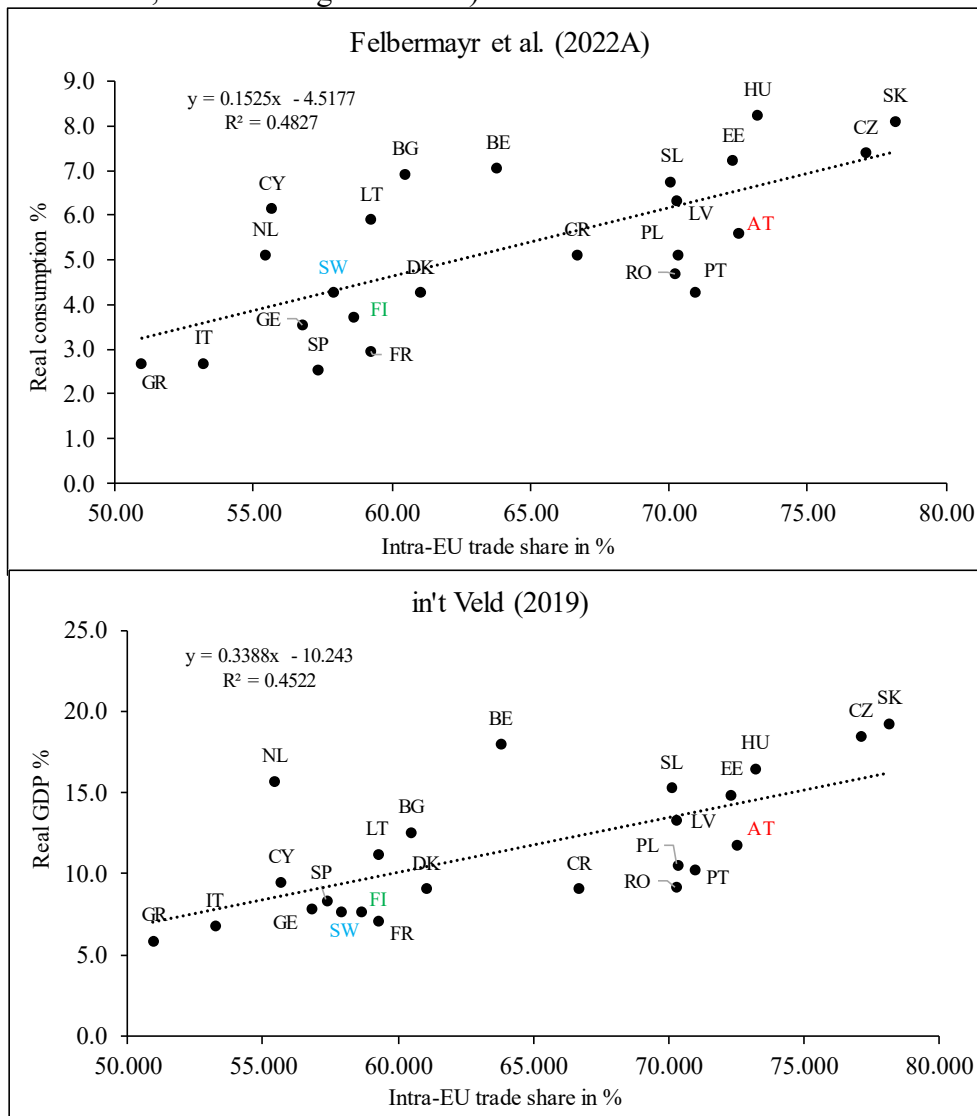 Felbermayr et al. (2022A)
9.0
8.0
7.0
6.0
5.0
4.0
3.0
2.0
1.0
0.0
Real consumption %
y = 0.1525x - 4.5177
R² = 0.4827
HU
SK
CZ
EE
BG
BE
SL
CY
LT
LV
NL
CR
PL
AT
SW
DK
RO
PT
GE
FI
IT
SP
FR
GR
50.000 55.000 60.000 65.000 70.000 75.000 80.000
Intra-EU trade share in %
in't Veld (2019)
25.0
20.0
15.0
10.0
5.0
0.0
Real GDP %
y = 0.3388x - 10.243
R² = 0.4522
SK
CZ
BE
HU
NL
SL
EE
BG
LT
LV
AT
PL
CY
SP
DK
CR
PT
RO
GR
IT
GE
FI
SW
FR
50.000 55.000 60.000 65.000 70.000 75.000 80.000
Intra-EU trade share in %